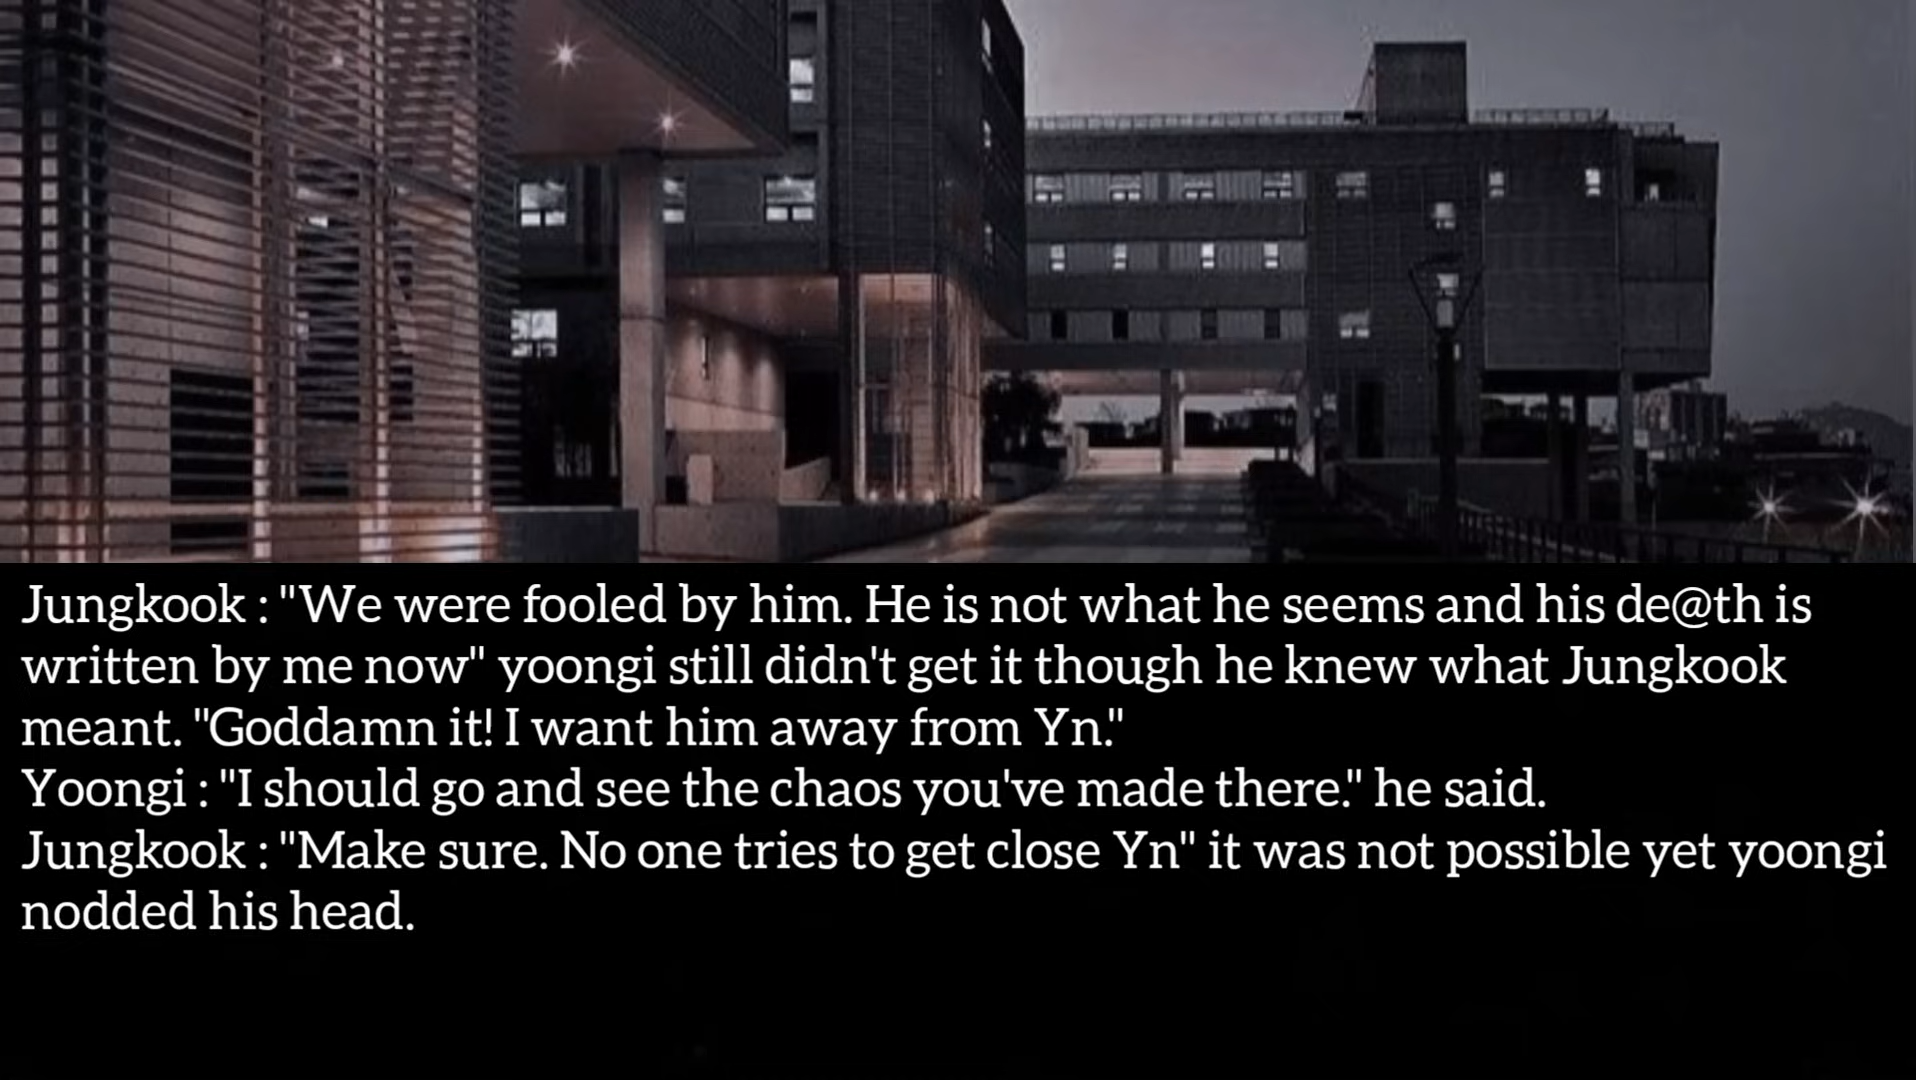 Jungkook : "We were fooled by him. He is not what he seems and his de@th is
written by me now" yoongi still didn't get it though he knew what Jungkook
meant. "Goddamn it! I want him away from Yn."
Yoongi : "I should go and see the chaos you've made there." he said.
Jungkook : "Make sure. No one tries to get close Yn" it was not possible yet yoongi
nodded his head.